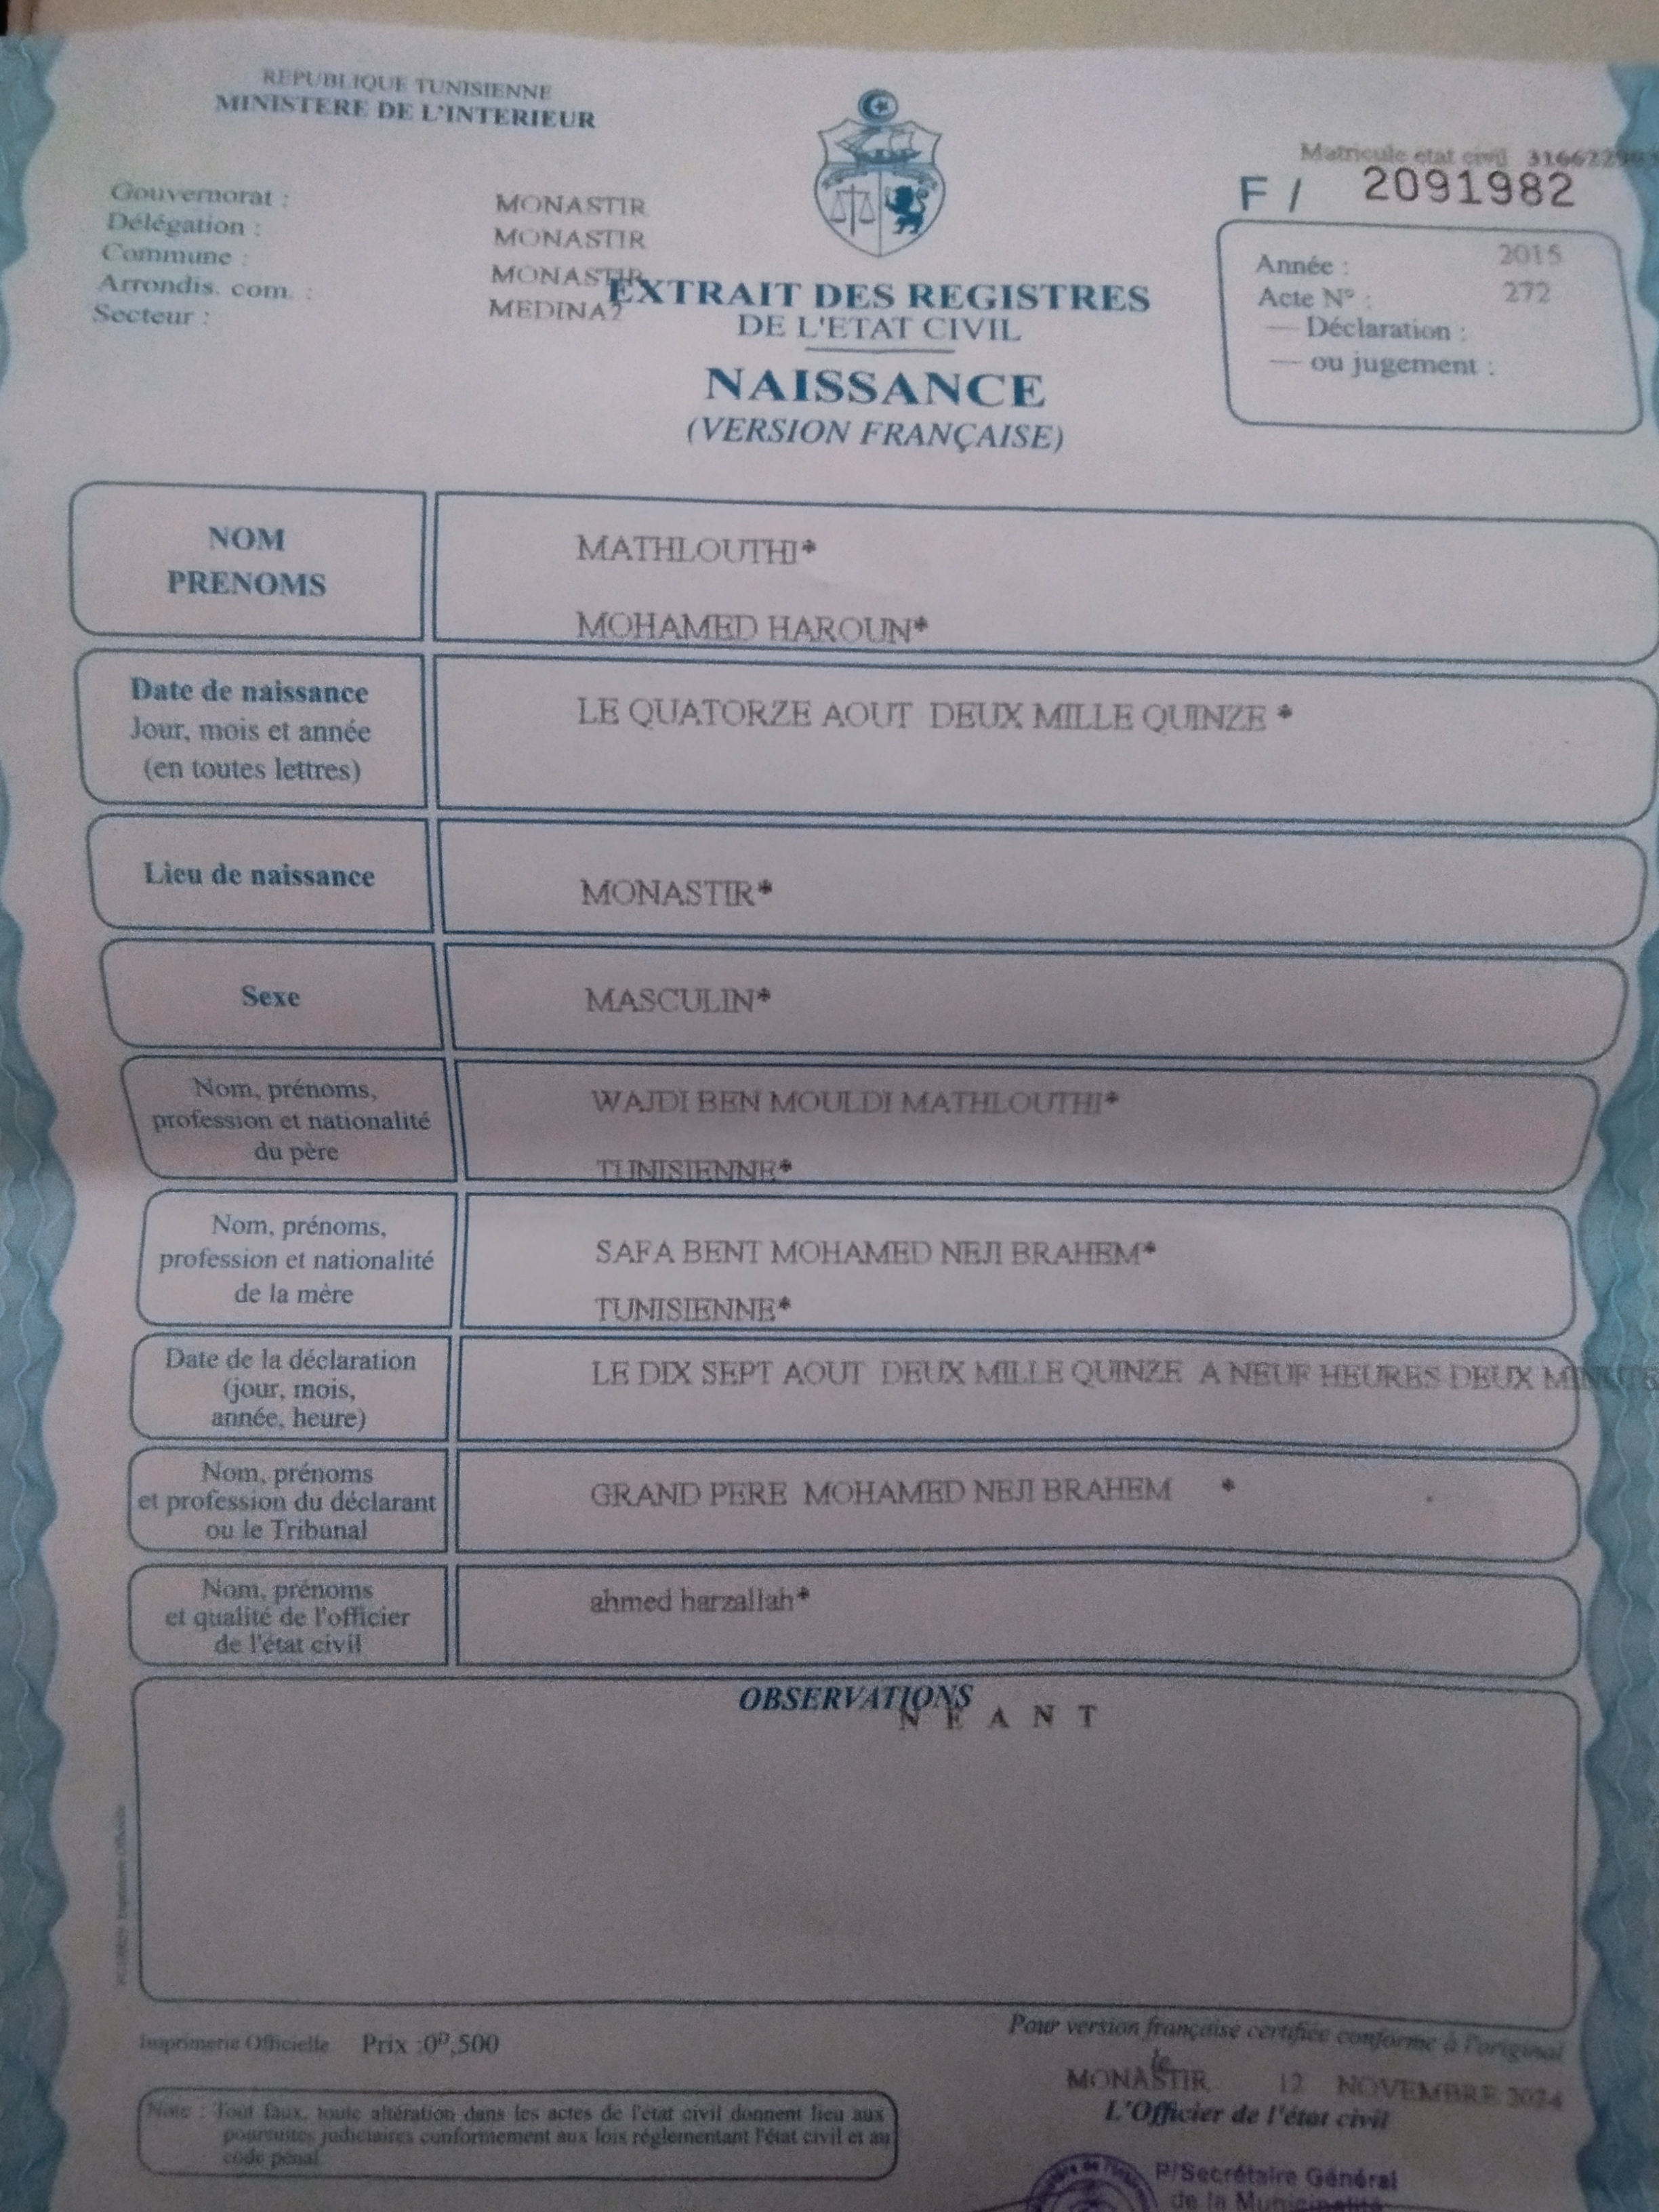 REPUBLIQUE TUNISIENNE
MINISTERE DE L'INTERIEUR
Gouvernorat : MONASTIR
Délégation : MONASTIR
Commune : MONASTIR
Arrondis. com. : MEDINA2
Secteur :
Matricule etat civil
F / 2091982
Année : 2015
Acte N° : 272
— Déclaration :
— ou jugement :
EXTRAIT DES REGISTRES
DE L'ETAT CIVIL
NAISSANCE
(VERSION FRANÇAISE)
NOM
PRENOMS
MATHLOUTHI*
MOHAMED HAROUN*
Date de naissance
Jour, mois et année
(en toutes lettres)
LE QUATORZE AOUT DEUX MILLE QUINZE *
Lieu de naissance
MONASTIR*
Sexe
MASCULIN*
Nom, prénoms,
profession et nationalité
du père
WAJDI BEN MOULDI MATHLOUTHI*
TUNISIENNE*
Nom, prénoms,
profession et nationalité
de la mère
SAFA BENT MOHAMED NEJI BRAHEM*
TUNISIENNE*
Date de la déclaration
(jour, mois,
année, heure)
LE DIX SEPT AOUT DEUX MILLE QUINZE A NEUF HEURES DEUX MINUTE
Nom, prénoms
et profession du déclarant
ou le Tribunal
GRAND PERE MOHAMED NEJI BRAHEM *
Nom, prénoms
et qualité de l'officier
de l'état civil
ahmed harzallah*
OBSERVATIONS
N E A N T
Imprimerie Officielle Prix :0ᴰ,500
Pour version française certifiée conforme à l'original
le
MONASTIR 12 NOVEMBRE 2024
L'Officier de l'état civil
Note : Tout faux, toute altération dans les actes de l'état civil donnent lieu aux
poursuites judiciaires conformement aux lois réglementant l'état civil et au
code pénal
P/Secrétaire Général
de la Municipalité